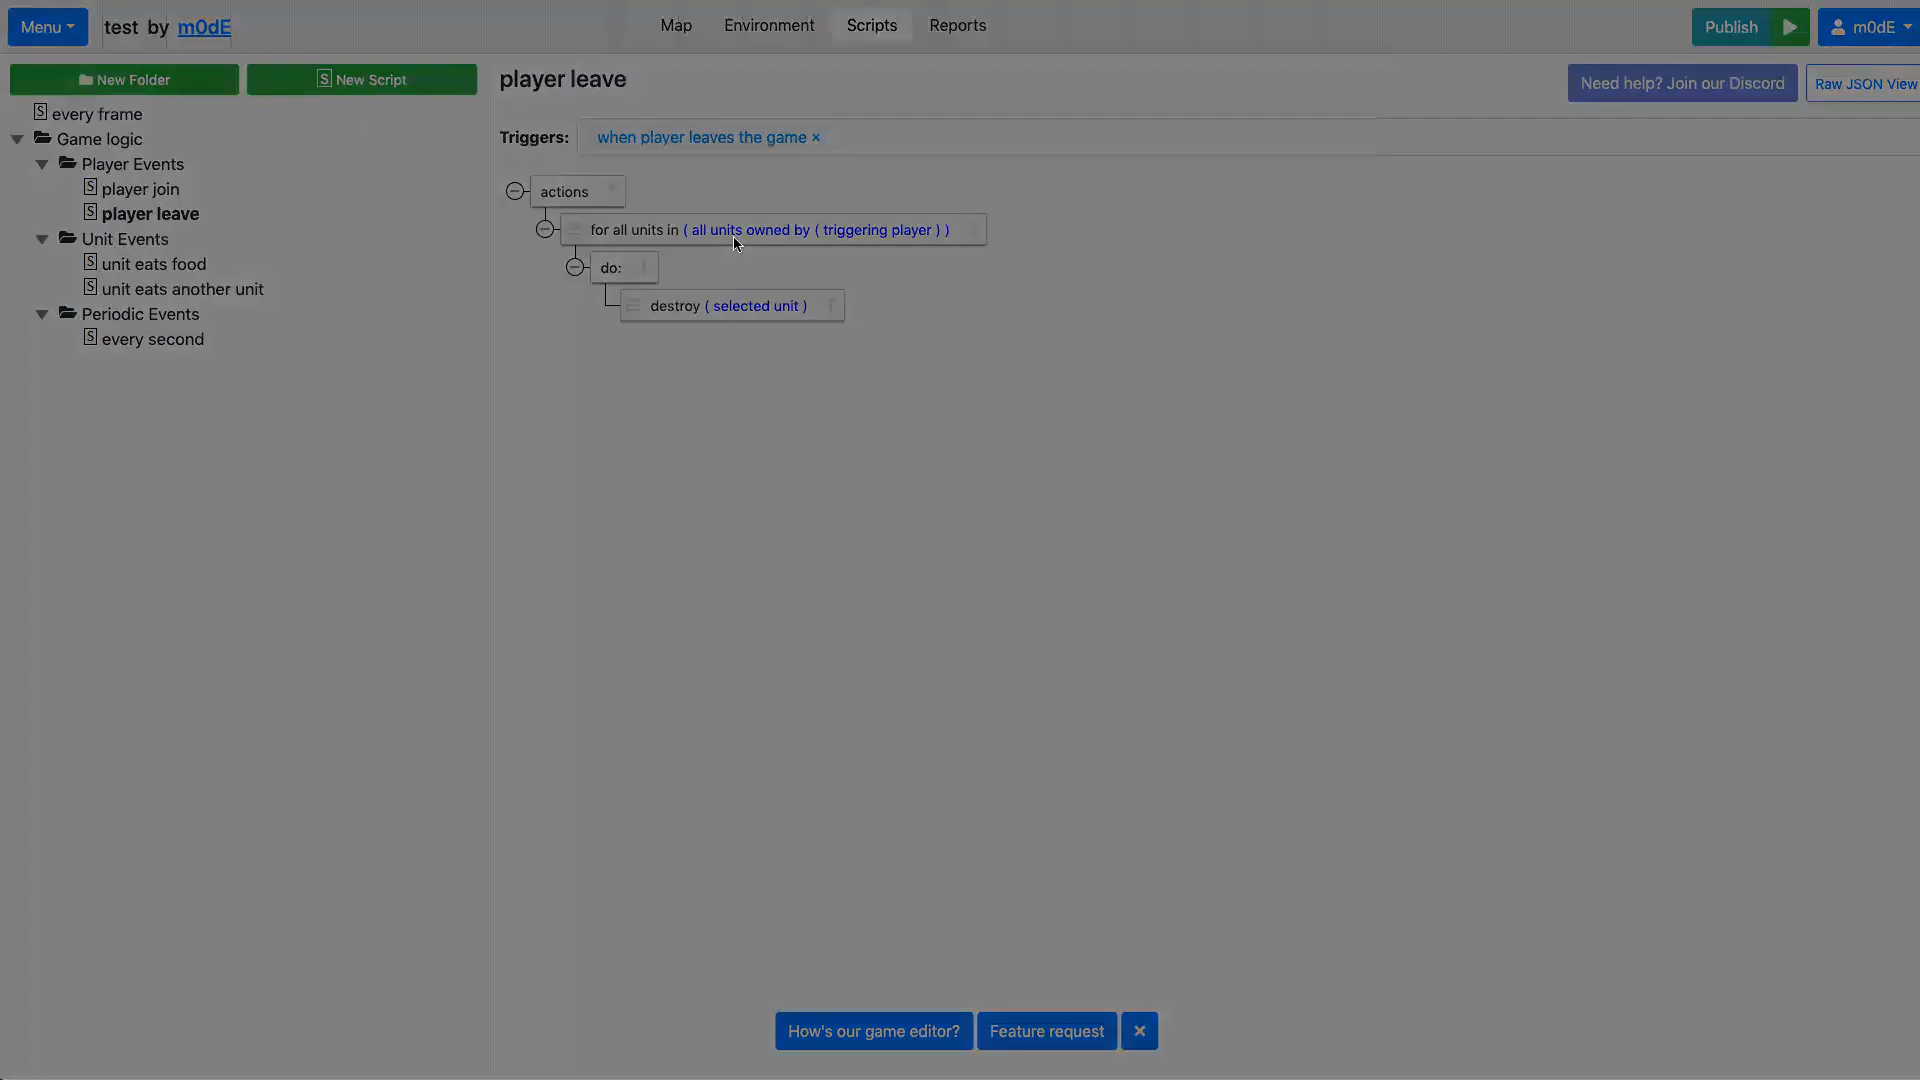 Menu
test by m0dE
Map
Environment
Scripts
Reports
Publish
m0dE
New Folder
S New Script
S every frame
Game logic
Player Events
S player join
S player leave
Unit Events
S unit eats food
S unit eats another unit
Periodic Events
S every second
player leave
Need help? Join our Discord
Raw JSON View
Triggers:
when player leaves the game ×
actions
for all units in ( all units owned by ( triggering player ) )
do:
destroy ( selected unit )
How's our game editor?
Feature request
×